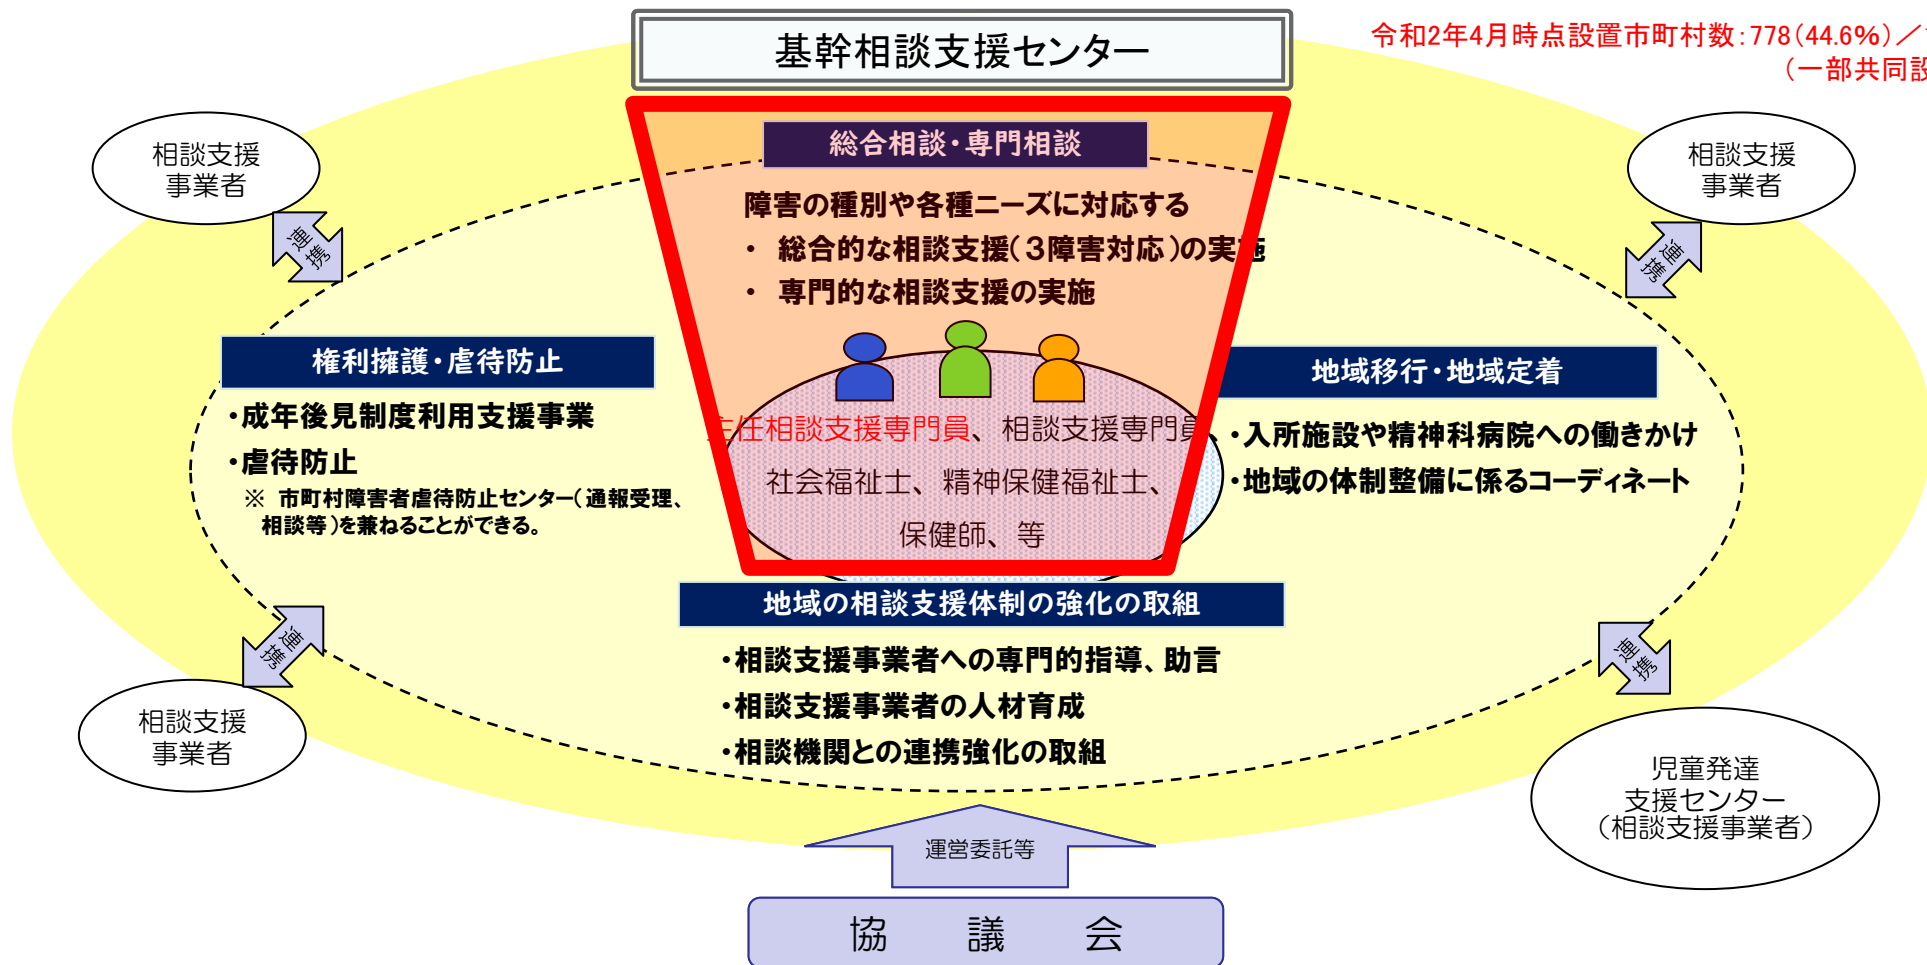 基幹相談支援センター
令和2年4月時点設置市町村数:778(44.6%)／
(一部共同設
相談支援
事業者
連携
総合相談・専門相談
障害の種別や各種ニーズに対応する
・ 総合的な相談支援(3障害対応)の実施
・ 専門的な相談支援の実施
相談支援
事業者
連携
権利擁護・虐待防止
・成年後見制度利用支援事業
・虐待防止
※ 市町村障害者虐待防止センター(通報受理、
相談等)を兼ねることができる。
主任相談支援専門員、相談支援専門員、
社会福祉士、精神保健福祉士、
保健師、等
地域移行・地域定着
・入所施設や精神科病院への働きかけ
・地域の体制整備に係るコーディネート
地域の相談支援体制の強化の取組
・相談支援事業者への専門的指導、助言
・相談支援事業者の人材育成
・相談機関との連携強化の取組
連携
相談支援
事業者
連携
児童発達
支援センター
(相談支援事業者)
運営委託等
協 議 会